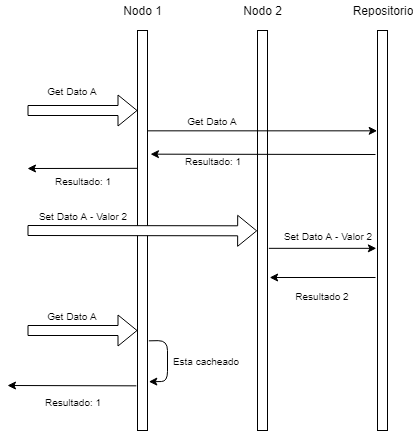 Nodo 1
Nodo 2
Repositorio
Get Dato A
Get Dato A
Resultado: 1
Resultado: 1
Set Dato A - Valor 2
Set Dato A - Valor 2
Resultado 2
Get Dato A
Esta cacheado
Resultado: 1